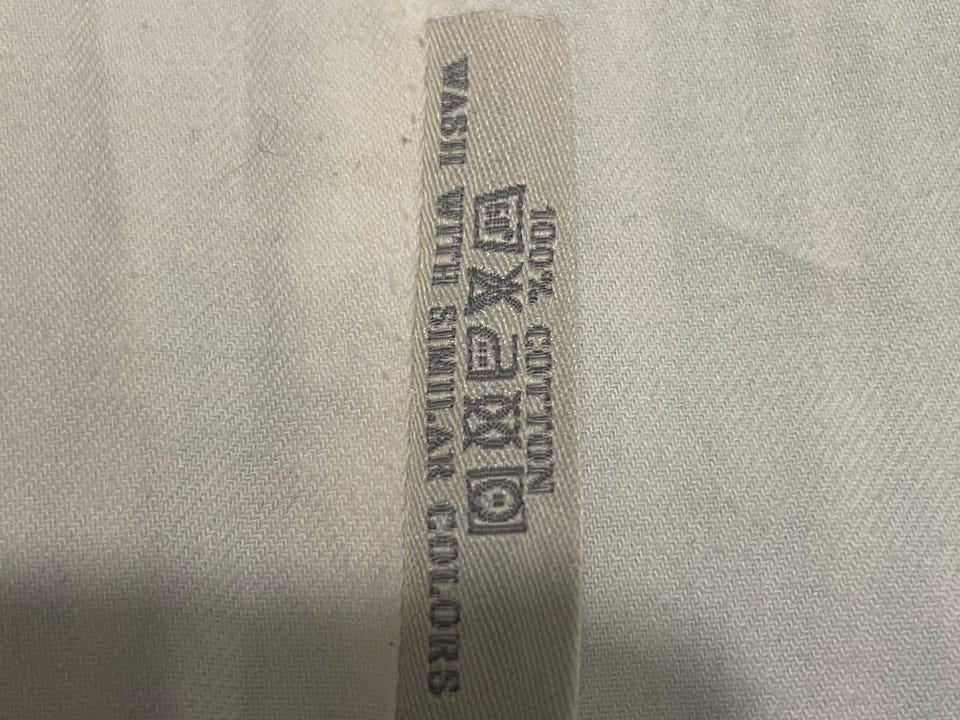 100% COTTON
WASH WITH SIMILAR COLORS